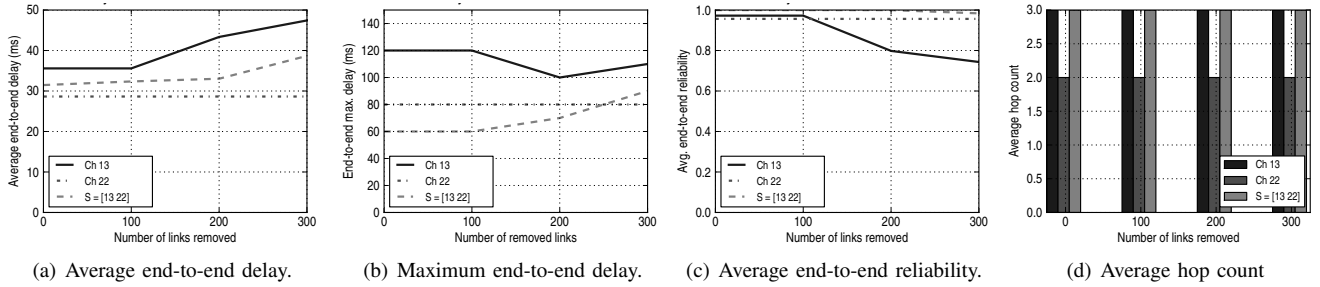 50
40
30
20
10
0
0
100
200
300
Average end-to-end delay (ms)
Number of links removed
Ch 13
Ch 22
S = [13 22]
(a) Average end-to-end delay.
140
120
100
80
60
40
20
0
0
100
200
300
End-to-end max. delay (ms)
Number of removed links
Ch 13
Ch 22
S = [13 22]
(b) Maximum end-to-end delay.
1.0
0.8
0.6
0.4
0.2
0.0
0
100
200
300
Avg. end-to-end reliability
Number of links removed
Ch 13
Ch 22
S = [13 22]
(c) Average end-to-end reliability.
3.0
2.5
2.0
1.5
1.0
0.5
0.0
0
100
200
300
Average hop count
Number of links removed
Ch 13
Ch 22
S = [13 22]
(d) Average hop count